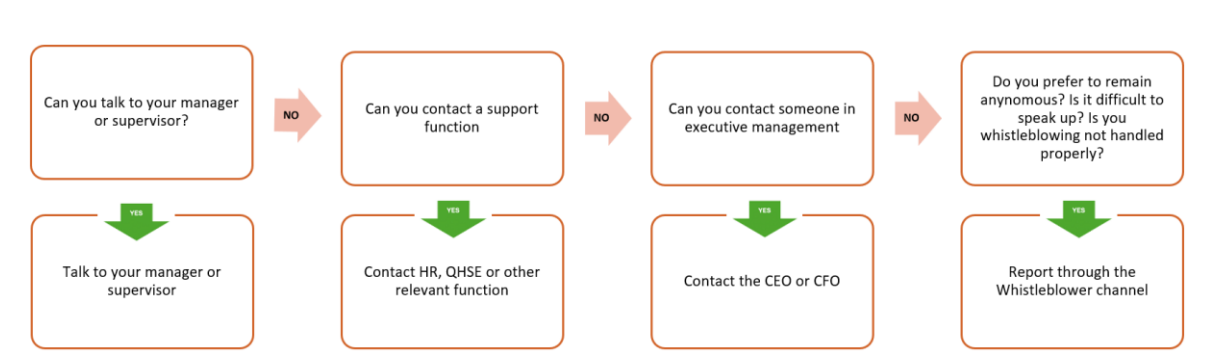 Can you talk to your manager
or supervisor?
NO
Can you contact a support
function
NO
Can you contact someone in
executive management
NO
Do you prefer to remain
anynomous? Is it difficult to
speak up? Is you
whistleblowing not handled
properly?
YES
Talk to your manager or
supervisor
YES
Contact HR, QHSE or other
relevant function
YES
Contact the CEO or CFO
YES
Report through the
Whistleblower channel